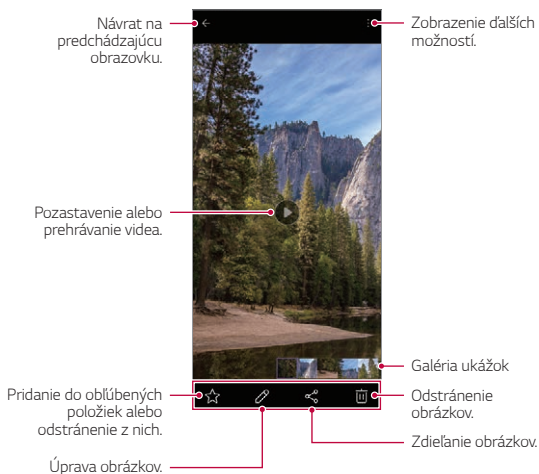 Návrat na
predchádzajúcu
obrazovku.
Zobrazenie ďalších
možností.
Pozastavenie alebo
prehrávanie videa.
Galéria ukážok
Pridanie do obľúbených
položiek alebo
odstránenie z nich.
Odstránenie
obrázkov.
Zdieľanie obrázkov.
Úprava obrázkov.